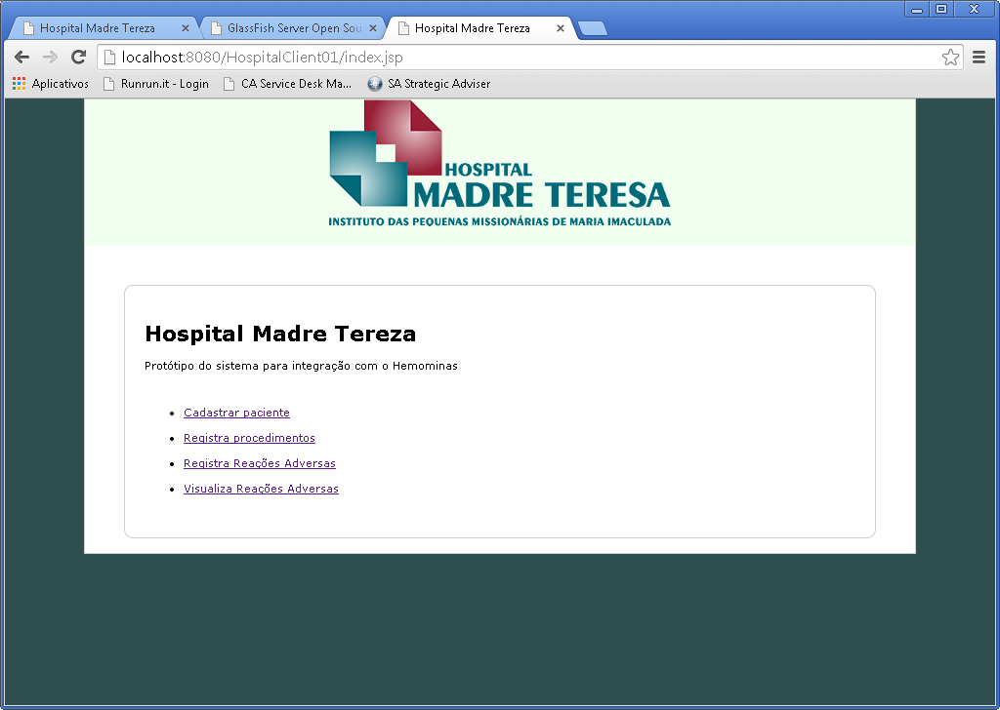 Hospital Madre Tereza
GlassFish Server Open Sou
Hospital Madre Tereza
localhost:8080/HospitalClient01/index.jsp
Aplicativos
Runrun.it - Login
CA Service Desk Ma...
SA Strategic Adviser
HOSPITAL
MADRE TERESA
INSTITUTO DAS PEQUENAS MISSIONÁRIAS DE MARIA IMACULADA
Hospital Madre Tereza
Protótipo do sistema para integração com o Hemominas
Cadastrar paciente
Registra procedimentos
Registra Reações Adversas
Visualiza Reações Adversas